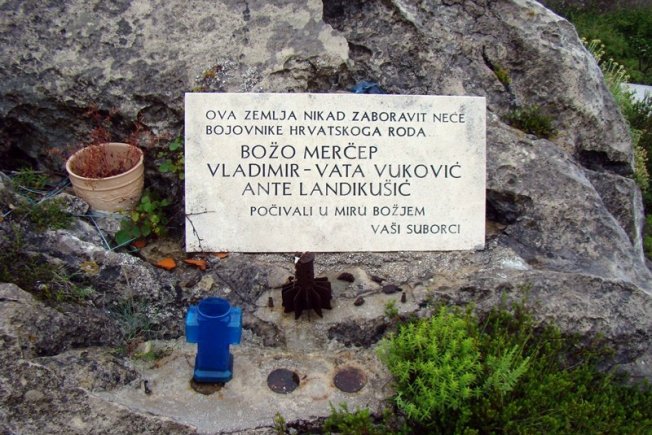 OVA ZEMLJA NIKAD ZABORAVIT NEĆE
BOJOVNIKE HRVATSKOGA RODA...
BOŽO MERČEP
VLADIMIR-VATA VUKOVIĆ
ANTE LANDIKUŠIĆ
POČIVALI U MIRU BOŽJEM
VAŠI SUBORCI